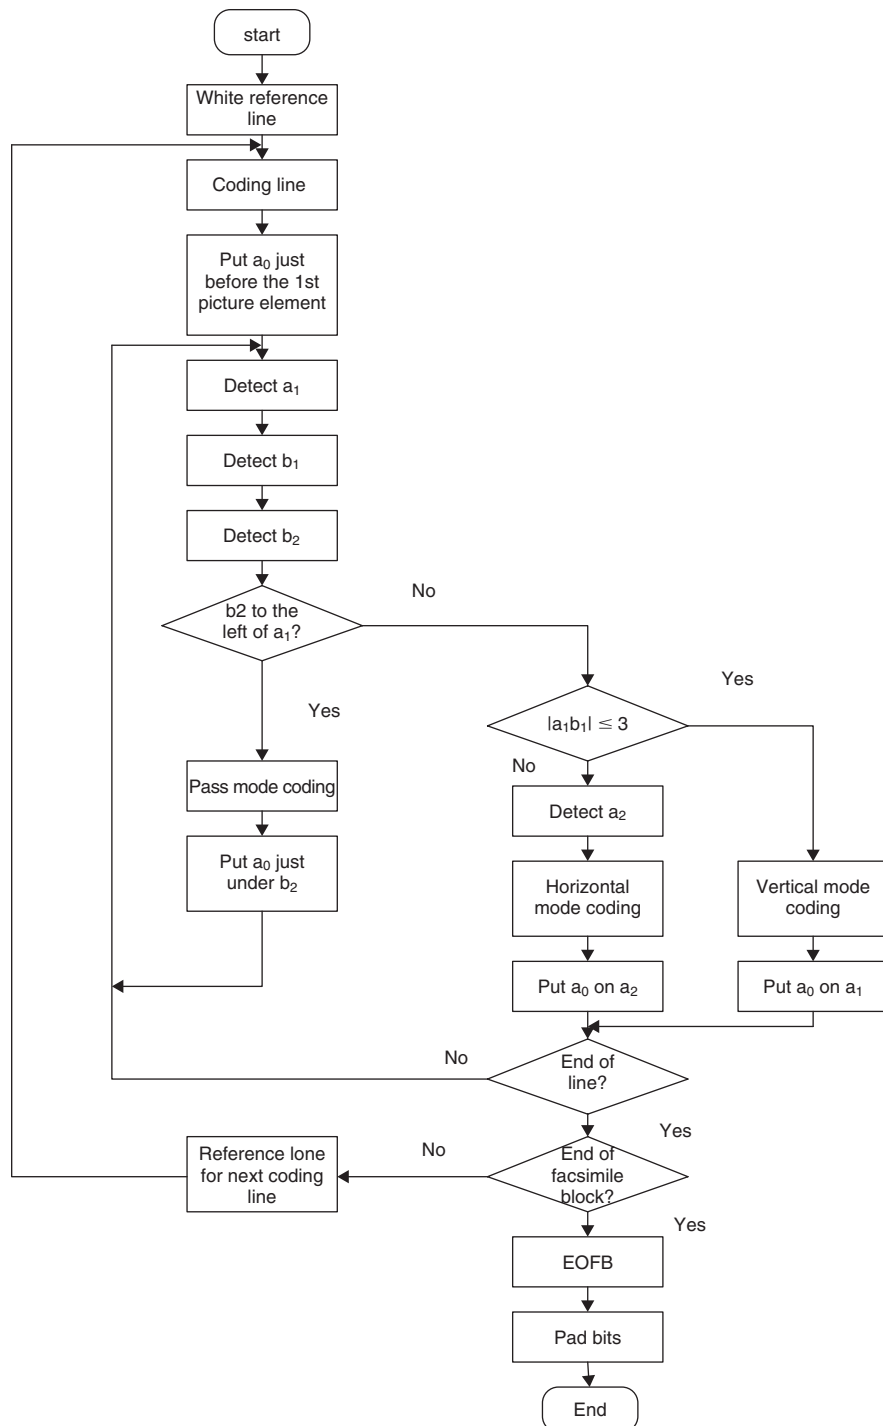 start
White reference
line
Coding line
Put a₀ just
before the 1st
picture element
Detect a₁
Detect b₁
Detect b₂
b2 to the
left of a₁?
No
Yes
|a₁b₁| ≤ 3
Yes
No
Pass mode coding
Put a₀ just
under b₂
Detect a₂
Horizontal
mode coding
Put a₀ on a₂
Vertical mode
coding
Put a₀ on a₁
End of
line?
No
Yes
End of
facsimile
block?
No
Yes
Reference lone
for next coding
line
EOFB
Pad bits
End